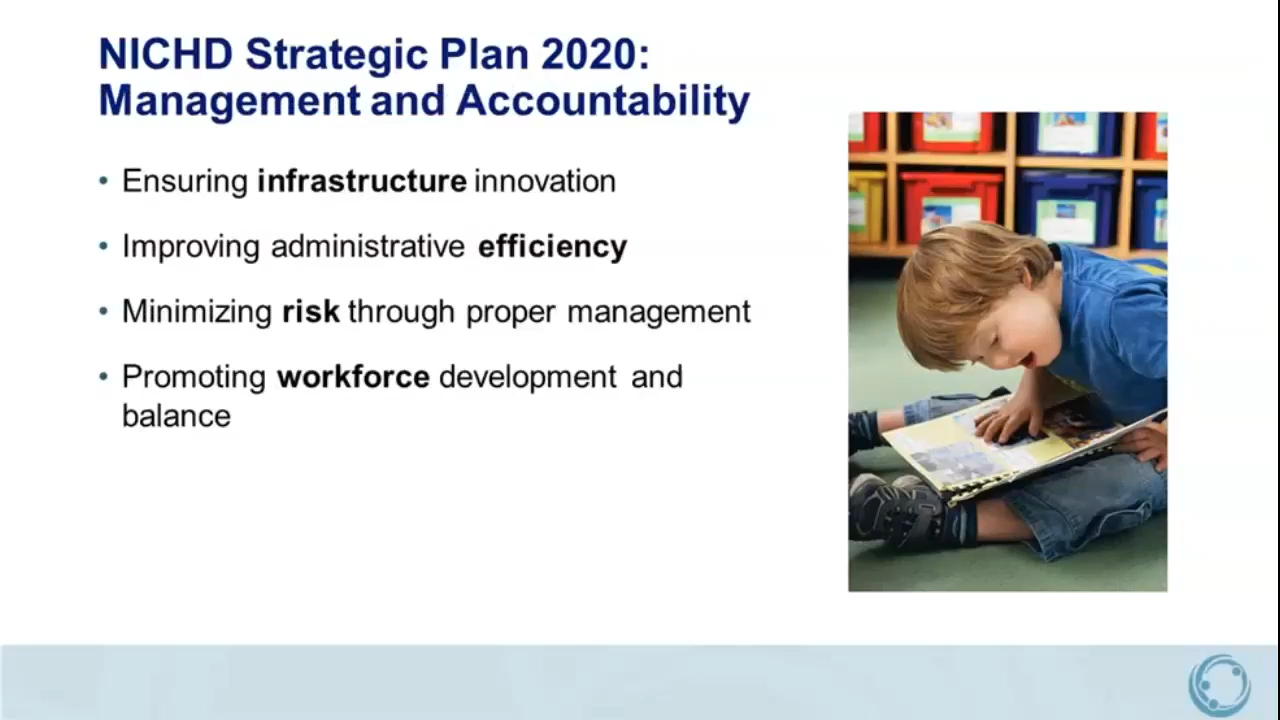 NICHD Strategic Plan 2020:
Management and Accountability
• Ensuring infrastructure innovation
• Improving administrative efficiency
• Minimizing risk through proper management
• Promoting workforce development and
balance